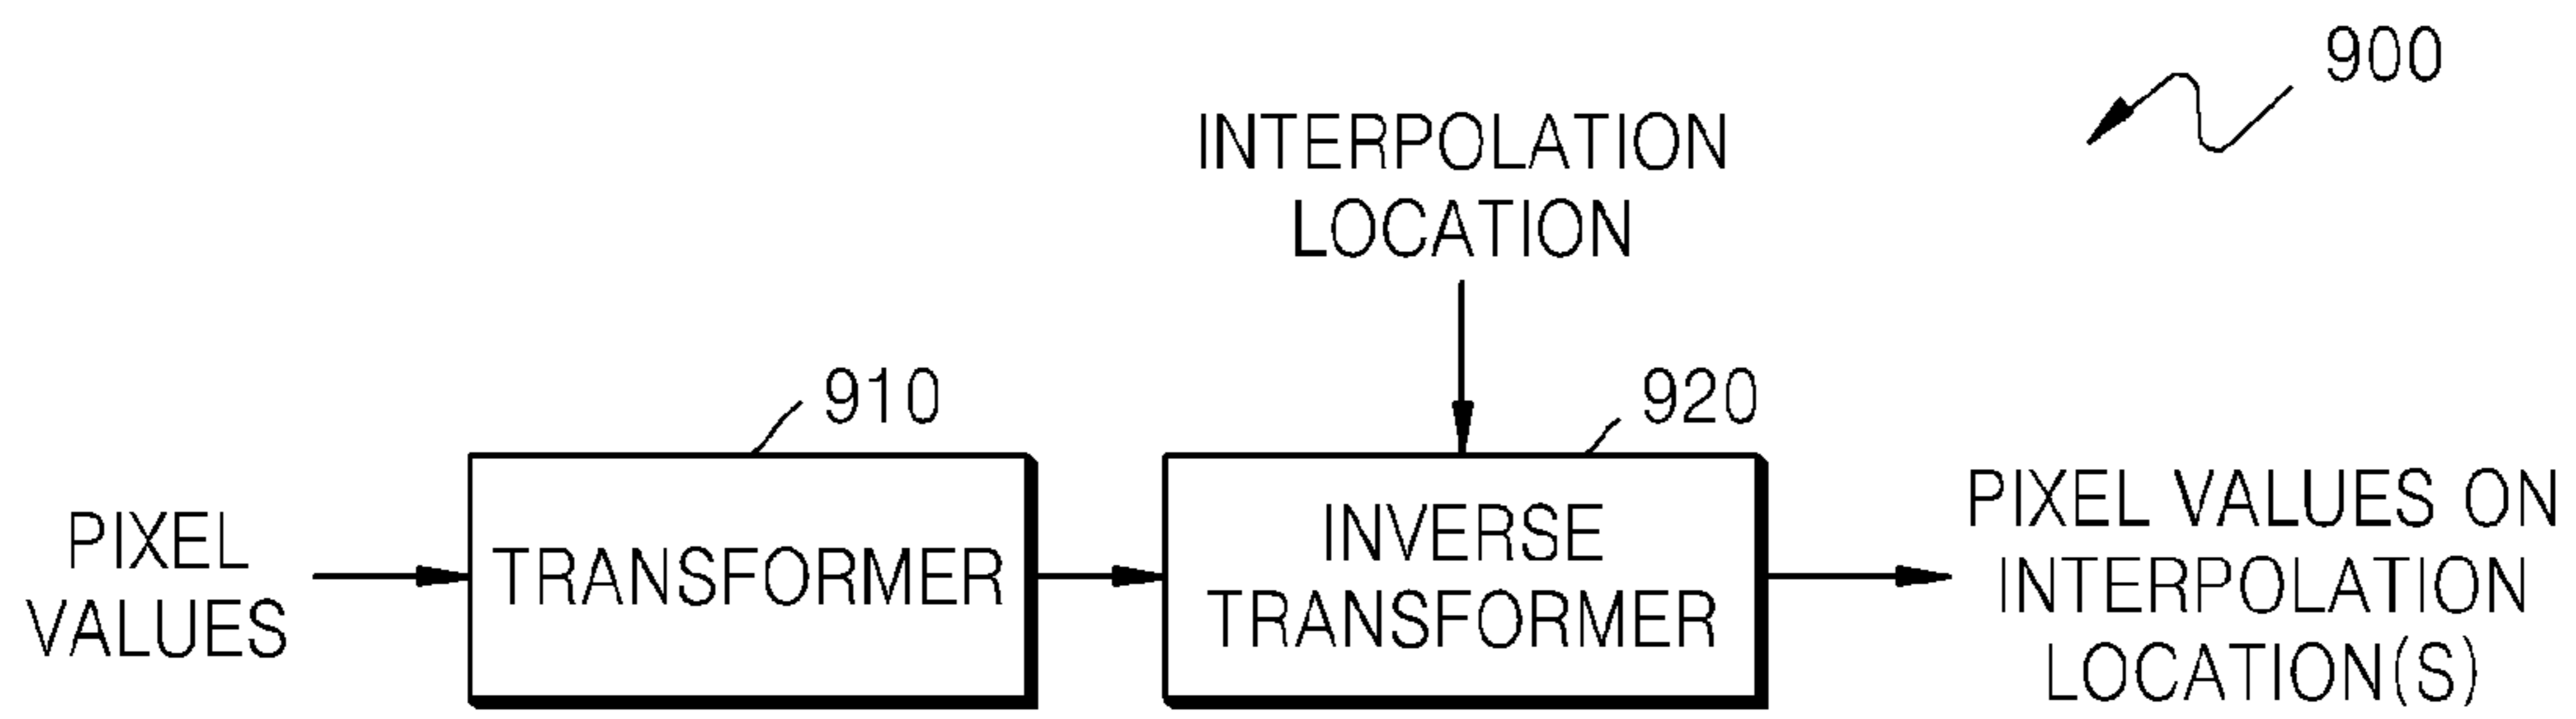 900
INTERPOLATION
LOCATION
910
920
PIXEL
VALUES
TRANSFORMER
INVERSE
TRANSFORMER
PIXEL VALUES ON
INTERPOLATION
LOCATION(S)